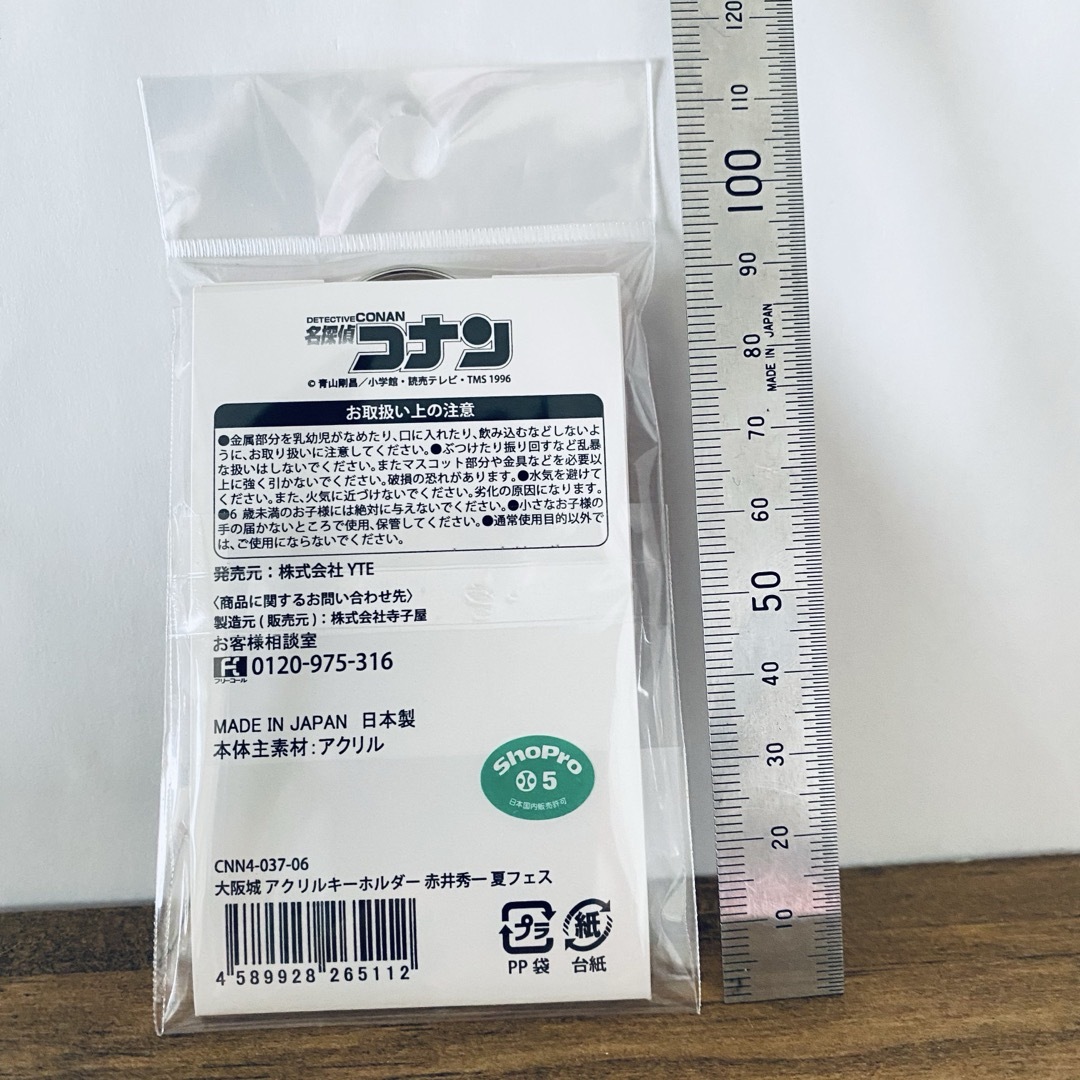 DETECTIVE CONAN
名探偵コナン
© 青山剛昌／小学館・読売テレビ・TMS 1996
お取扱い上の注意
●金属部分を乳幼児がなめたり、口に入れたり、飲み込むなどしないよう
に、お取り扱いに注意してください。●ぶつけたり振り回すなど乱暴
な扱いはしないでください。またマスコット部分や金具などを必要以
上に強く引かないでください。破損の恐れがあります。●水気を避けて
ください。また、火気に近づけないでください。劣化の原因になります。
●6 歳未満のお子様には絶対に与えないでください。●小さなお子様の
手の届かないところで使用、保管してください。●通常使用目的以外で
は、ご使用にならないでください。
発売元：株式会社 YTE
〈商品に関するお問い合わせ先〉
製造元 ( 販売元 )：株式会社寺子屋
お客様相談室
フリーコール 0120-975-316
MADE IN JAPAN 日本製
本体主素材：アクリル
ShoPro
5
日本国内販売許可
CNN4-037-06
大阪城 アクリルキーホルダー 赤井秀一 夏フェス
4 589928 265112
プラ
PP 袋
紙
台紙
120
110
100
90
80
MADE IN JAPAN
70
60
50
40
30
20
10